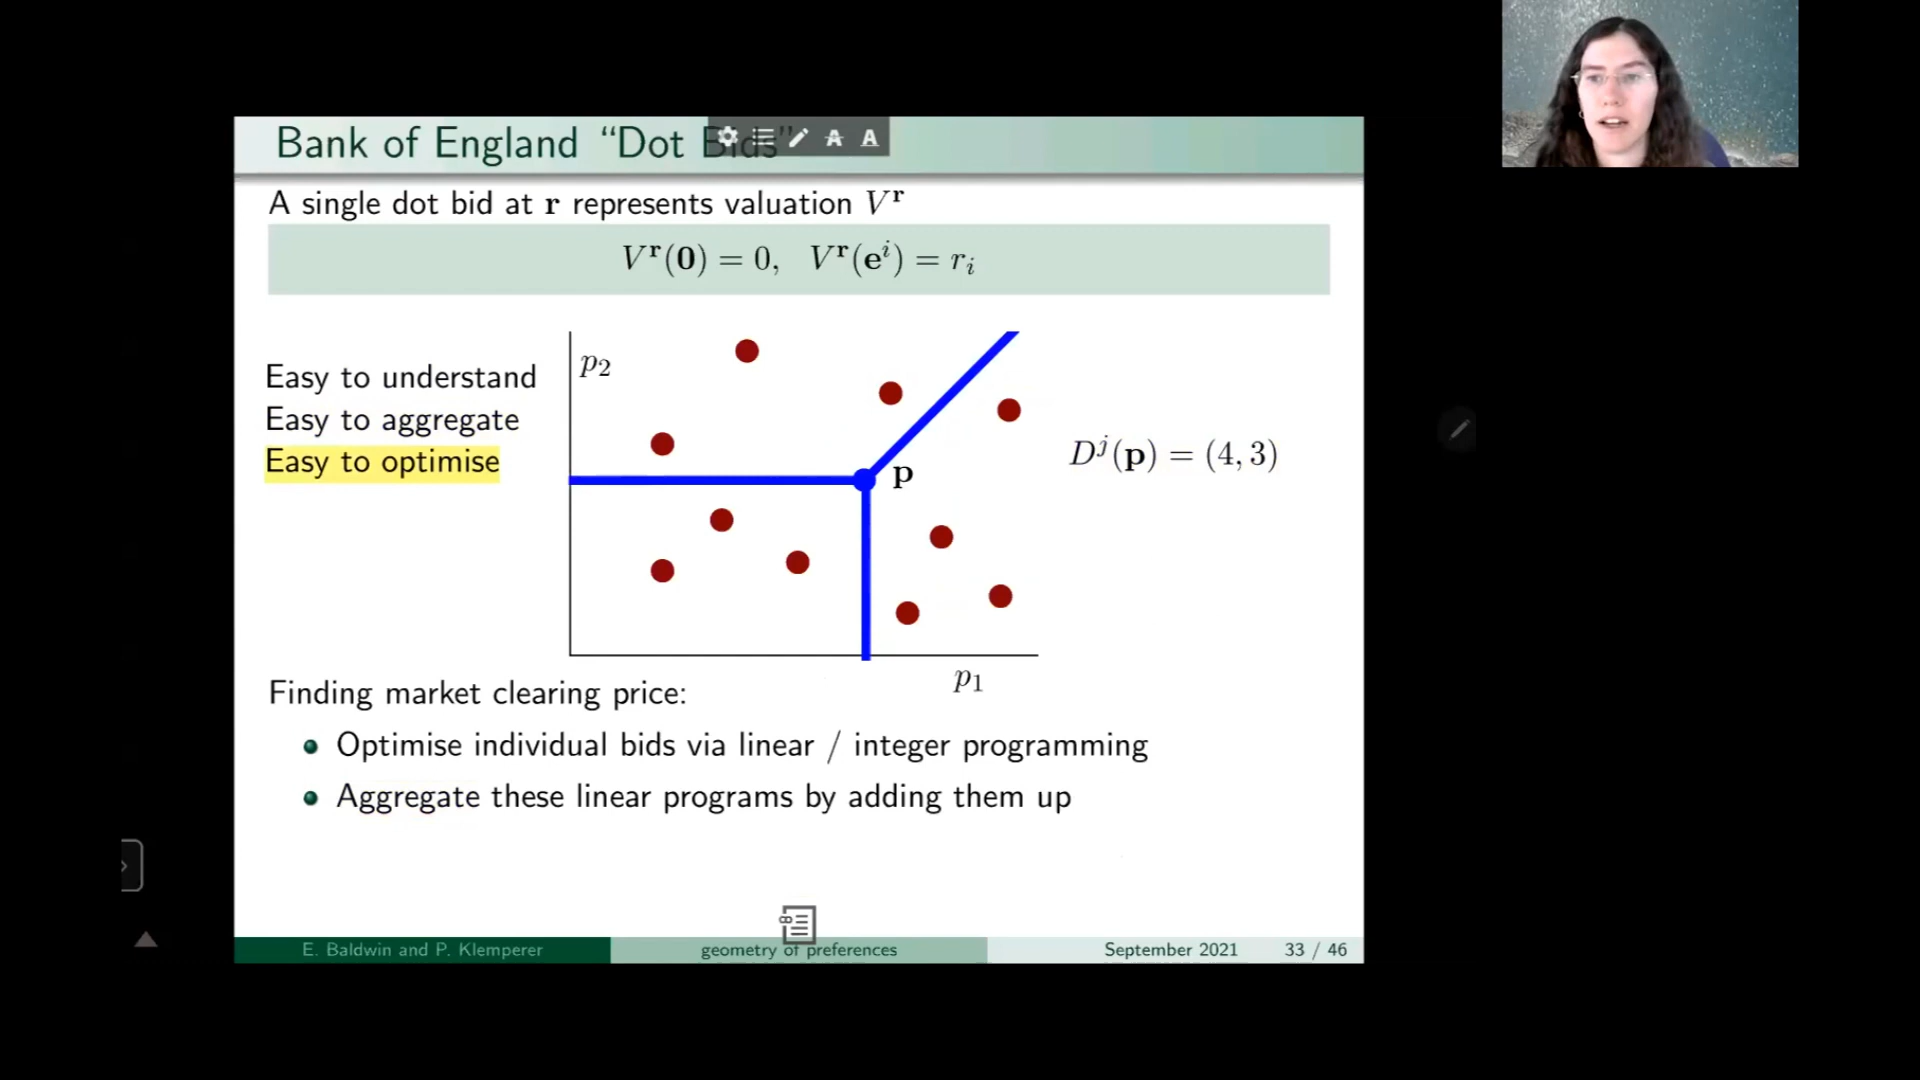 Bank of England “Dot Bids”
A single dot bid at r represents valuation V^r
V^r(0) = 0, V^r(e^i) = r_i
Easy to understand
Easy to aggregate
Easy to optimise
p_2
p
D^j(p) = (4, 3)
p_1
Finding market clearing price:
Optimise individual bids via linear / integer programming
Aggregate these linear programs by adding them up
E. Baldwin and P. Klemperer geometry of preferences September 2021 33 / 46